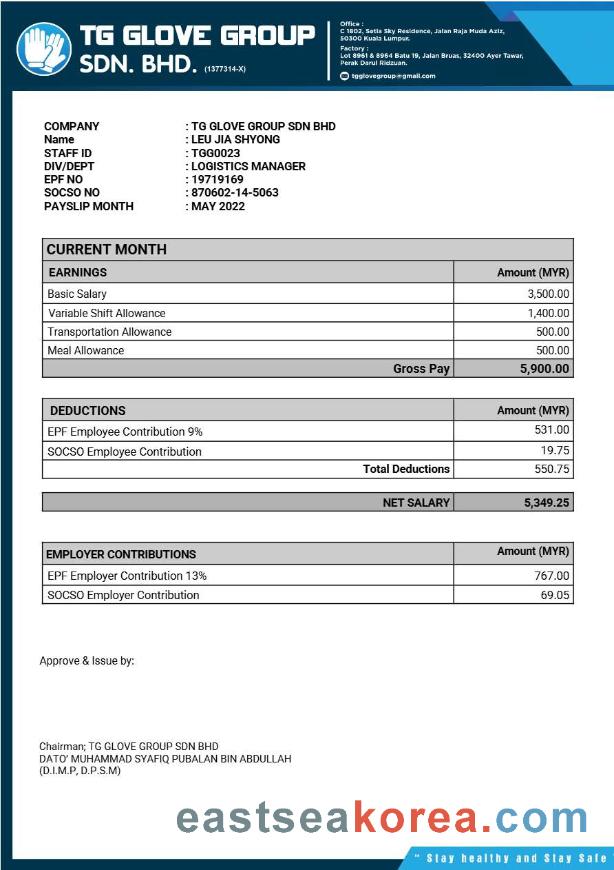 TG GLOVE GROUP
SDN. BHD. (1377314-X)
Office :
C 1802, Setia Sky Residence, Jalan Raja Muda Aziz,
50300 Kuala Lumpur.
Factory :
Lot 8961 & 8964 Batu 19, Jalan Bruas, 32400 Ayer Tawar,
Perak Darul Ridzuan.
tgglovegroup@gmail.com
COMPANY : TG GLOVE GROUP SDN BHD
Name : LEU JIA SHYONG
STAFF ID : TGG0023
DIV/DEPT : LOGISTICS MANAGER
EPF NO : 19719169
SOCSO NO : 870602-14-5063
PAYSLIP MONTH : MAY 2022
CURRENT MONTH
EARNINGS Amount (MYR)
Basic Salary 3,500.00
Variable Shift Allowance 1,400.00
Transportation Allowance 500.00
Meal Allowance 500.00
Gross Pay 5,900.00
DEDUCTIONS Amount (MYR)
EPF Employee Contribution 9% 531.00
SOCSO Employee Contribution 19.75
Total Deductions 550.75
NET SALARY 5,349.25
EMPLOYER CONTRIBUTIONS Amount (MYR)
EPF Employer Contribution 13% 767.00
SOCSO Employer Contribution 69.05
Approve & Issue by:
Chairman; TG GLOVE GROUP SDN BHD
DATO' MUHAMMAD SYAFIQ PUBALAN BIN ABDULLAH
(D.I.M.P, D.P.S.M)
eastseakorea.com
" Stay healthy and Stay Safe "